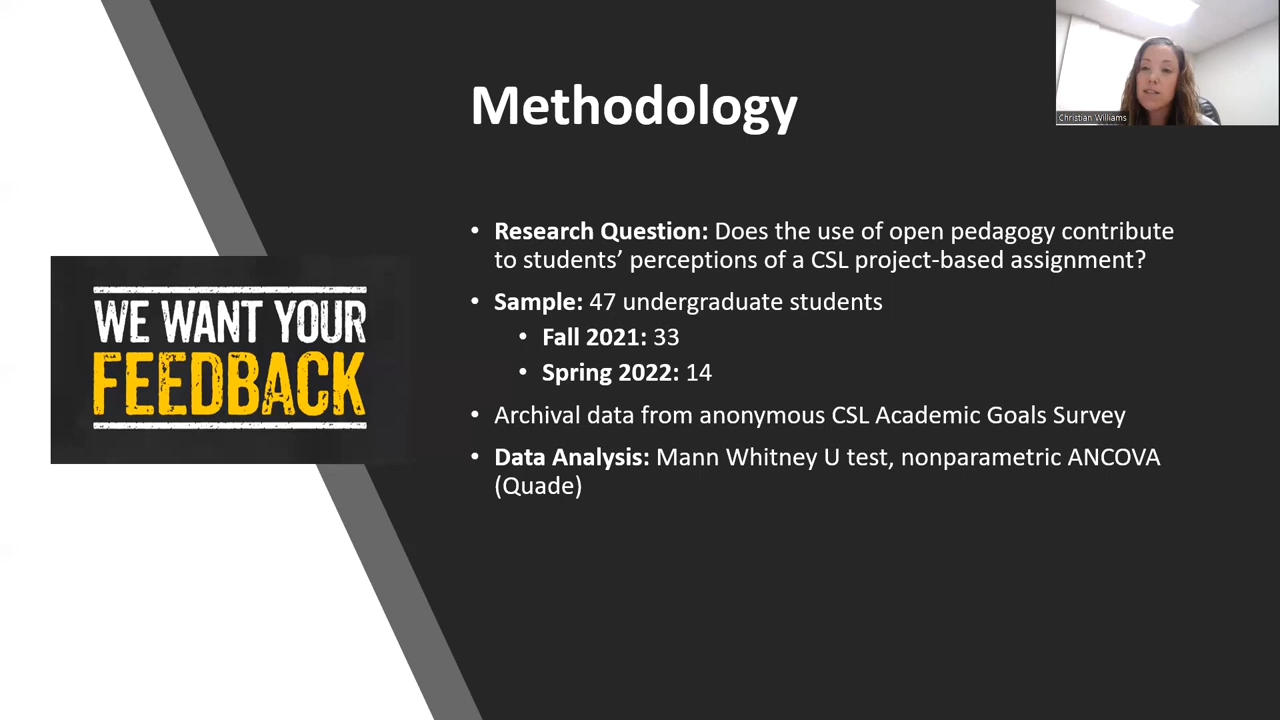 Methodology
Christian Williams
• Research Question: Does the use of open pedagogy contribute
to students’ perceptions of a CSL project-based assignment?
• Sample: 47 undergraduate students
• Fall 2021: 33
• Spring 2022: 14
• Archival data from anonymous CSL Academic Goals Survey
• Data Analysis: Mann Whitney U test, nonparametric ANCOVA
(Quade)
WE WANT YOUR
FEEDBACK